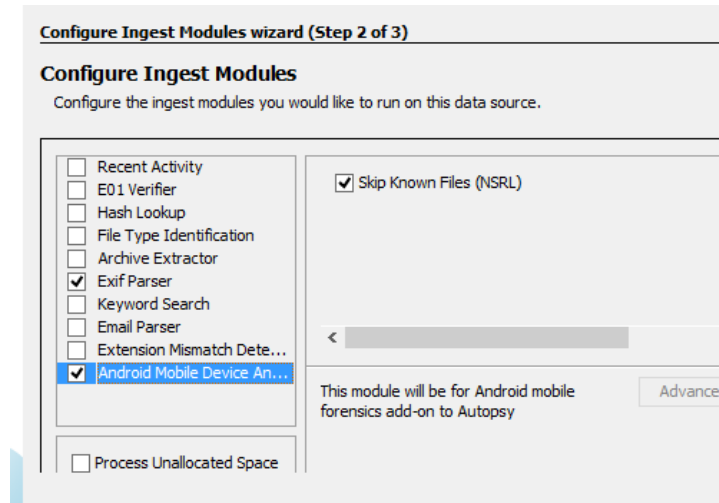 Configure Ingest Modules wizard (Step 2 of 3)
Configure Ingest Modules
Configure the ingest modules you would like to run on this data source.
Recent Activity
E01 Verifier
Hash Lookup
File Type Identification
Archive Extractor
Exif Parser
Keyword Search
Email Parser
Extension Mismatch Dete...
Android Mobile Device An...
Process Unallocated Space
Skip Known Files (NSRL)
This module will be for Android mobile
forensics add-on to Autopsy
Advance